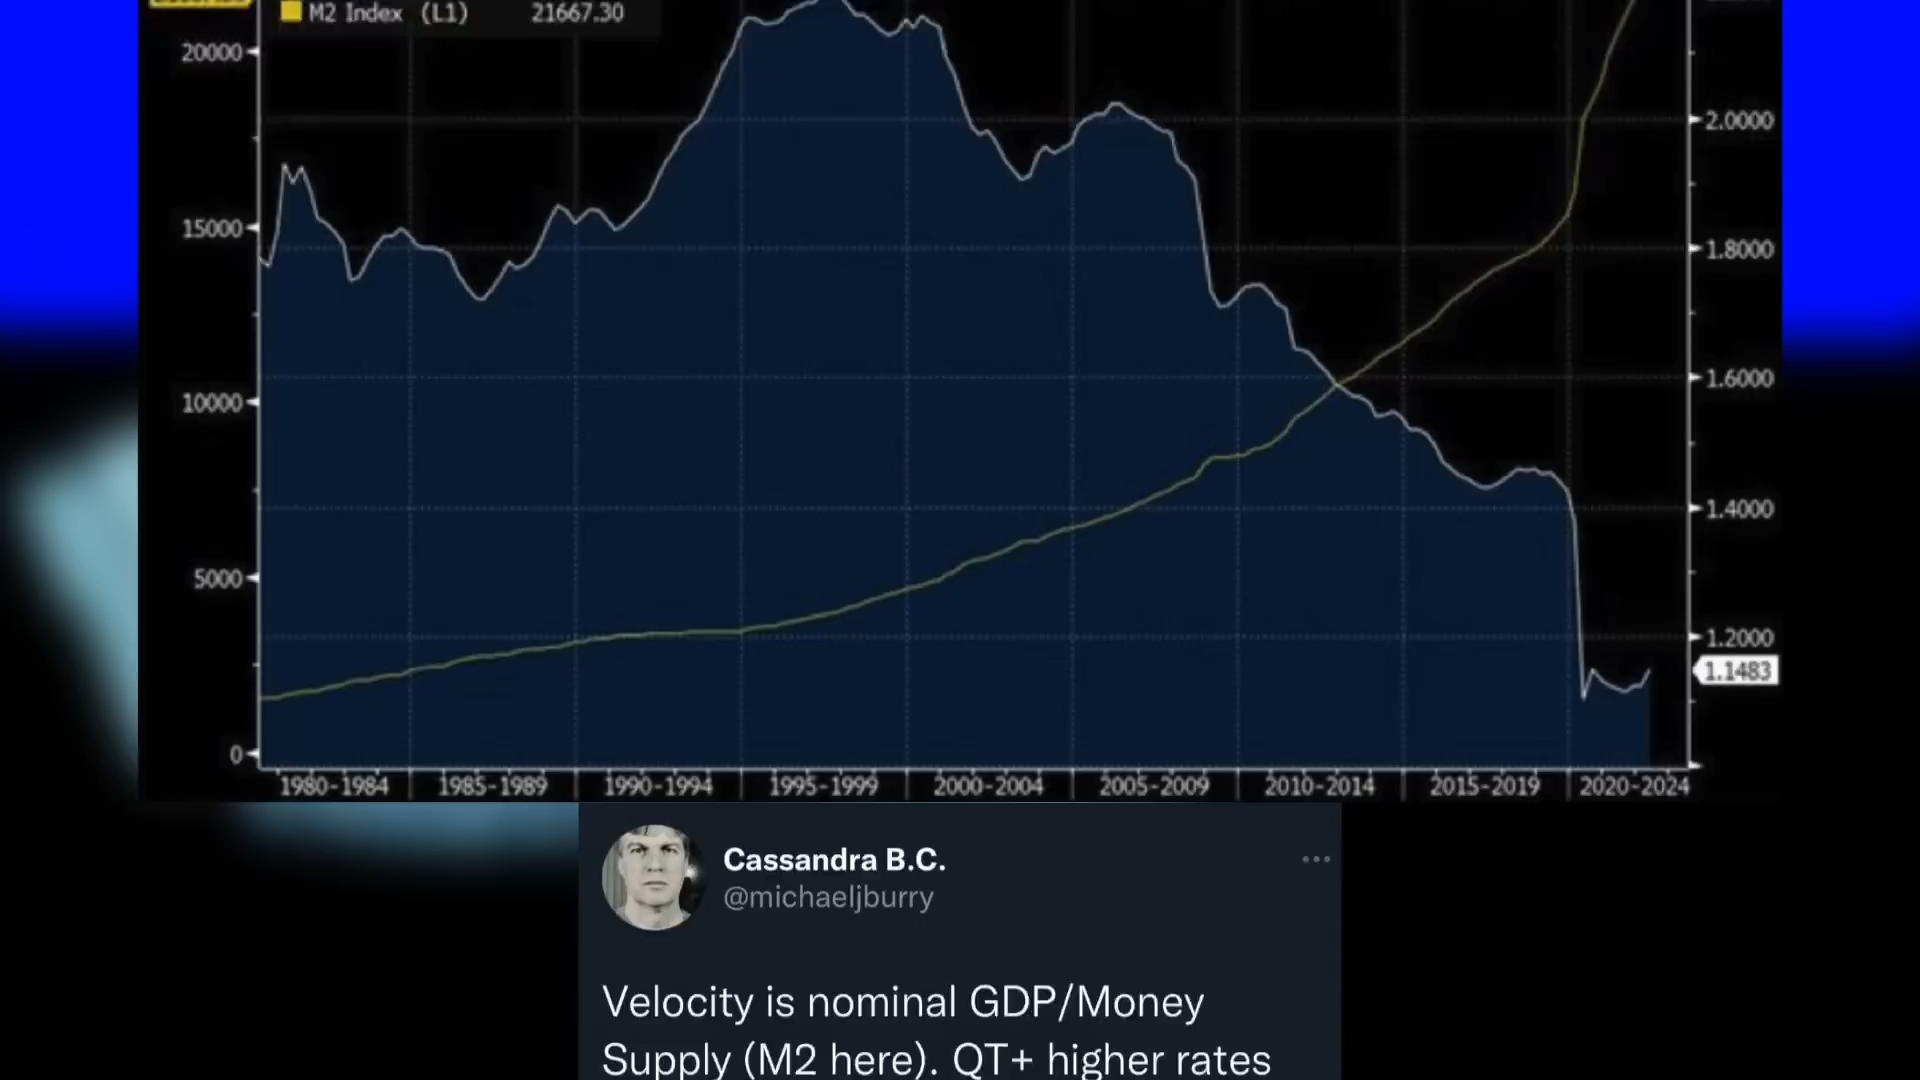 M2 Index (L1) 21667.30
20000
15000
10000
5000
0
2.0000
1.8000
1.6000
1.4000
1.2000
1.1483
1980-1984 1985-1989 1990-1994 1995-1999 2000-2004 2005-2009 2010-2014 2015-2019 2020-2024
Cassandra B.C.
@michaeljburry
Velocity is nominal GDP/Money
Supply (M2 here). QT+ higher rates